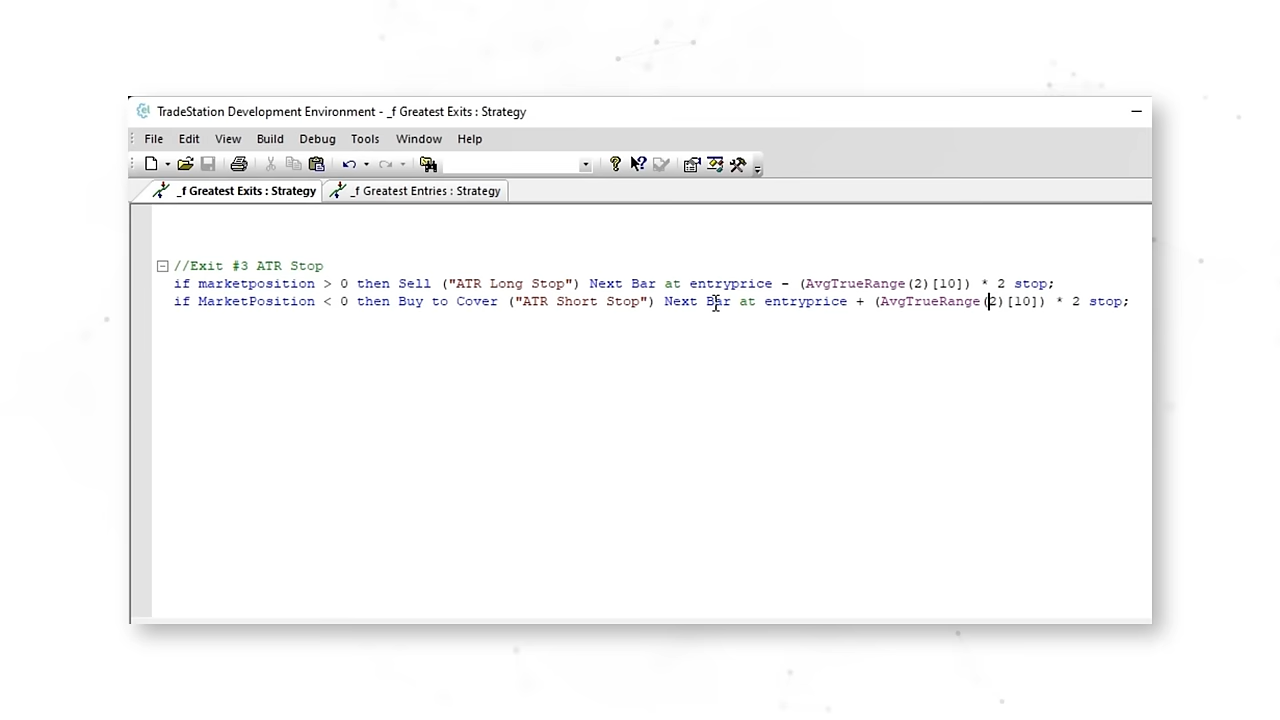 TradeStation Development Environment - _f Greatest Exits : Strategy
File Edit View Build Debug Tools Window Help
_f Greatest Exits : Strategy _f Greatest Entries : Strategy
//Exit #3 ATR Stop
if marketposition > 0 then Sell ("ATR Long Stop") Next Bar at entryprice - (AvgTrueRange(2)[10]) * 2 stop;
if MarketPosition < 0 then Buy to Cover ("ATR Short Stop") Next Bar at entryprice + (AvgTrueRange(2)[10]) * 2 stop;